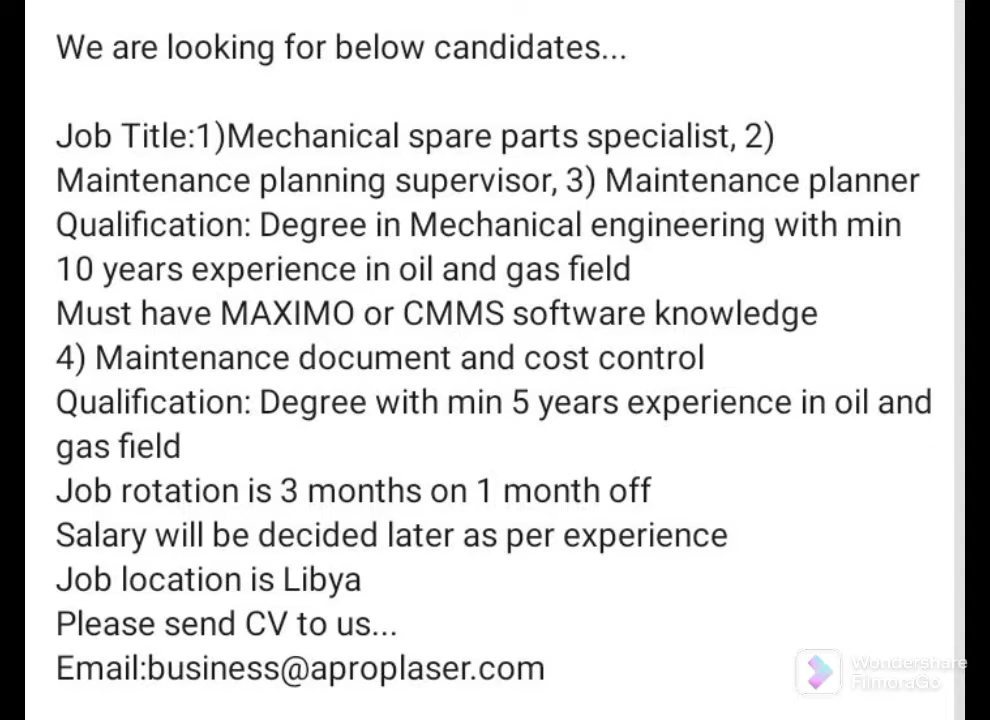 We are looking for below candidates...
Job Title:1)Mechanical spare parts specialist, 2)
Maintenance planning supervisor, 3) Maintenance planner
Qualification: Degree in Mechanical engineering with min
10 years experience in oil and gas field
Must have MAXIMO or CMMS software knowledge
4) Maintenance document and cost control
Qualification: Degree with min 5 years experience in oil and
gas field
Job rotation is 3 months on 1 month off
Salary will be decided later as per experience
Job location is Libya
Please send CV to us...
Email:business@aproplaser.com
Wondershare
FilmoraGo